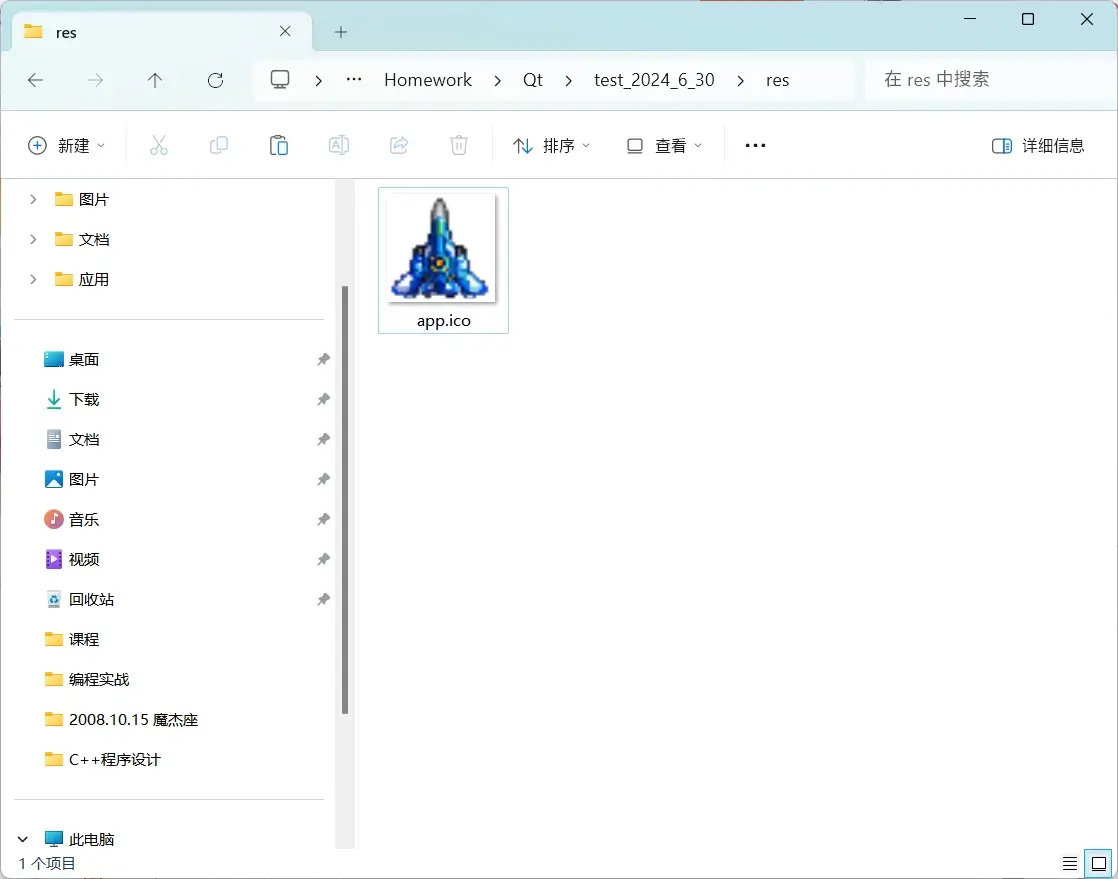 res
Homework
Qt
test_2024_6_30
res
在 res 中搜索
新建
排序
查看
详细信息
图片
文档
应用
桌面
下载
文档
图片
音乐
视频
回收站
课程
编程实战
2008.10.15 魔杰座
C++程序设计
此电脑
app.ico
1 个项目